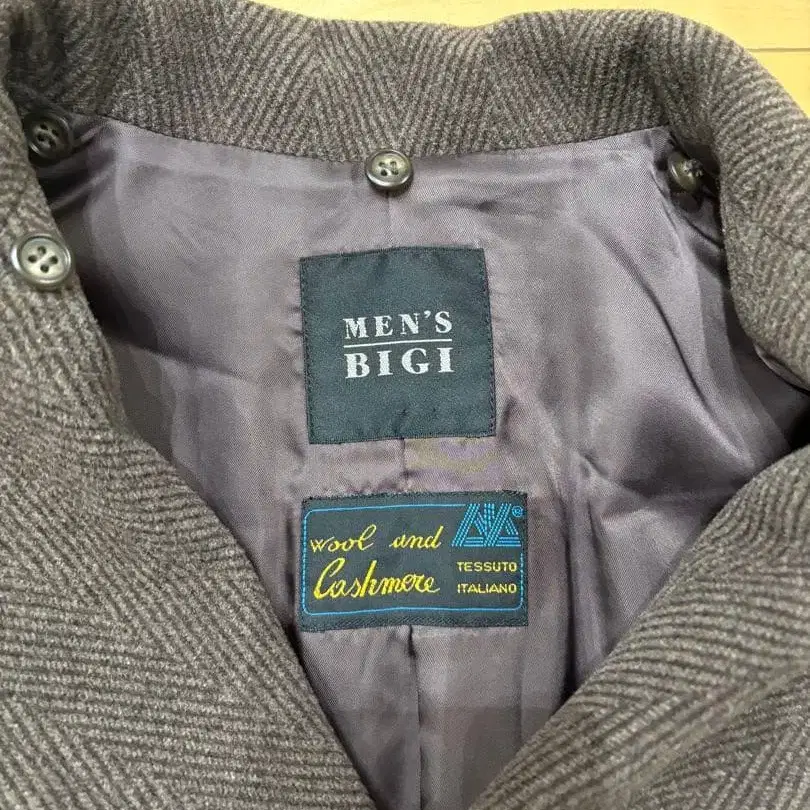 MEN'S
BIGI
wool and
Cashmere
TESSUTO
ITALIANO